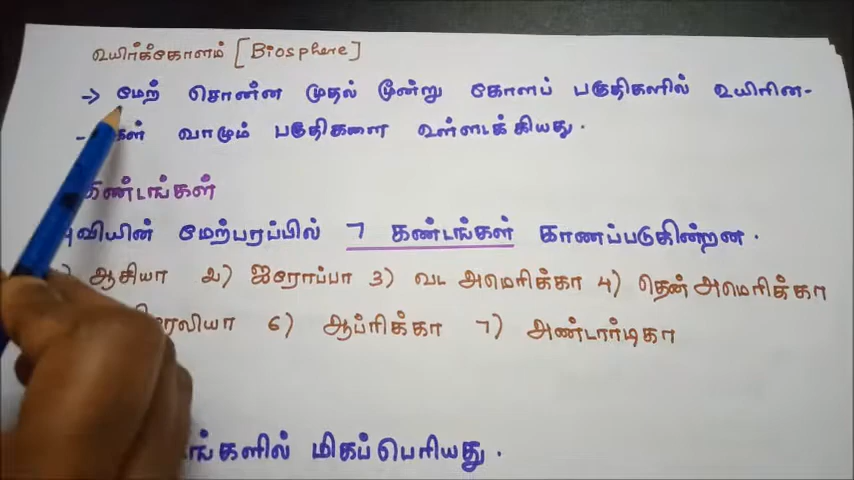 உயிர்க்கோளம் [Biosphere]
→ மேற் சொன்ன முதல் மூன்று கோளப் பகுதிகளில் உயிரின-
-கள் வாழும் பகுதிகளை உள்ளடக்கியது.
கண்டங்கள்
புவியின் மேற்பரப்பில் 7 கண்டங்கள் காணப்படுகின்றன.
ஆசியா 2) ஐரோப்பா 3) வட அமெரிக்கா 4) தென் அமெரிக்கா
6) ஆப்ரிக்கா 7) அண்டார்டிகா
மிகப்பெரியது.